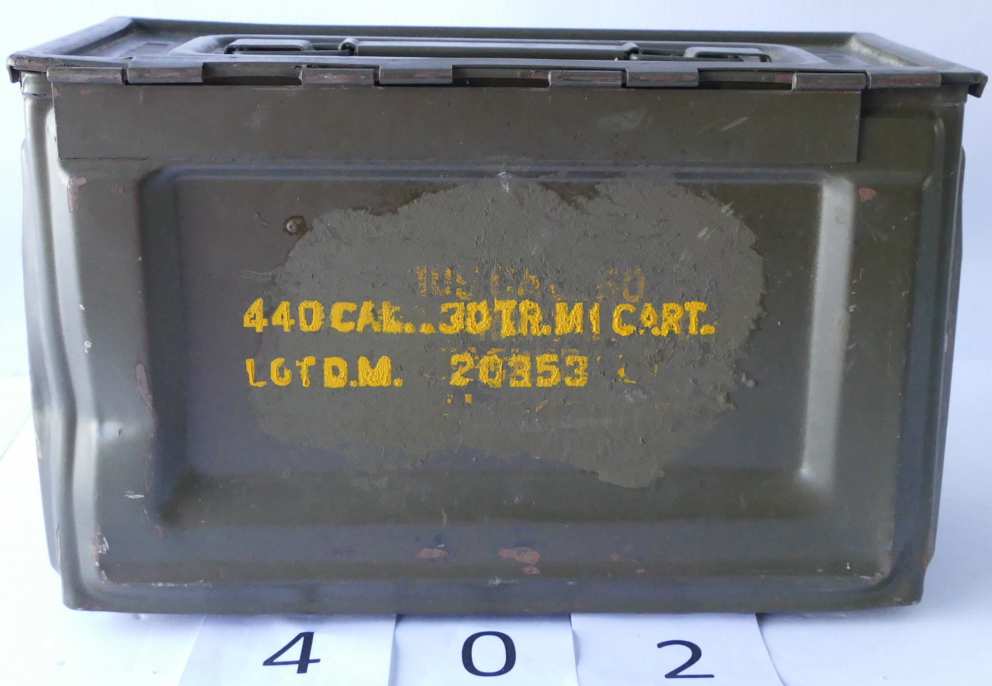 440 CAL..30 TR.M1 CART.
LOT D.M. 20353
4 0 2